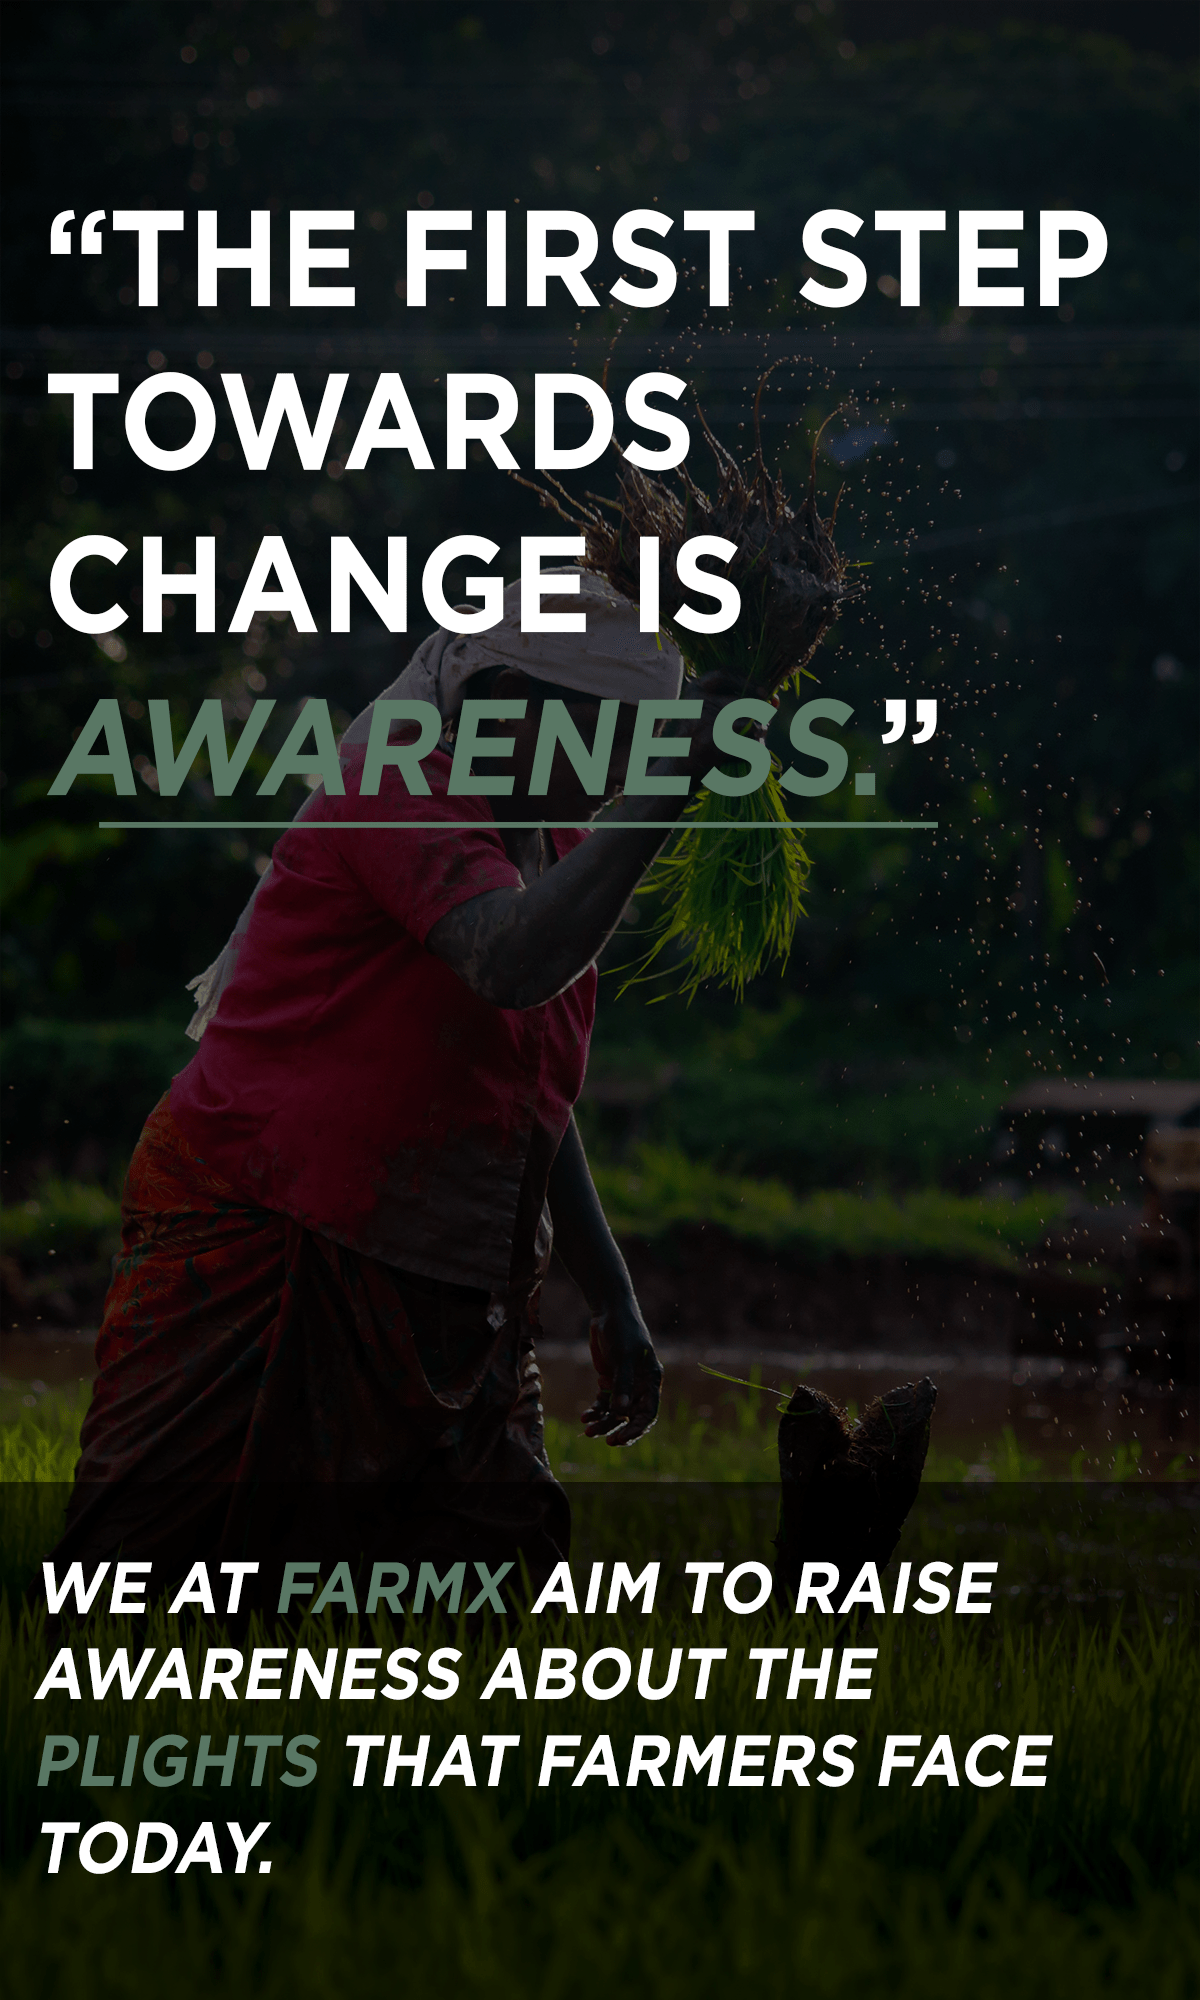 “THE FIRST STEP
TOWARDS
CHANGE IS
AWARENESS.”
WE AT FARMX AIM TO RAISE
AWARENESS ABOUT THE
PLIGHTS THAT FARMERS FACE
TODAY.